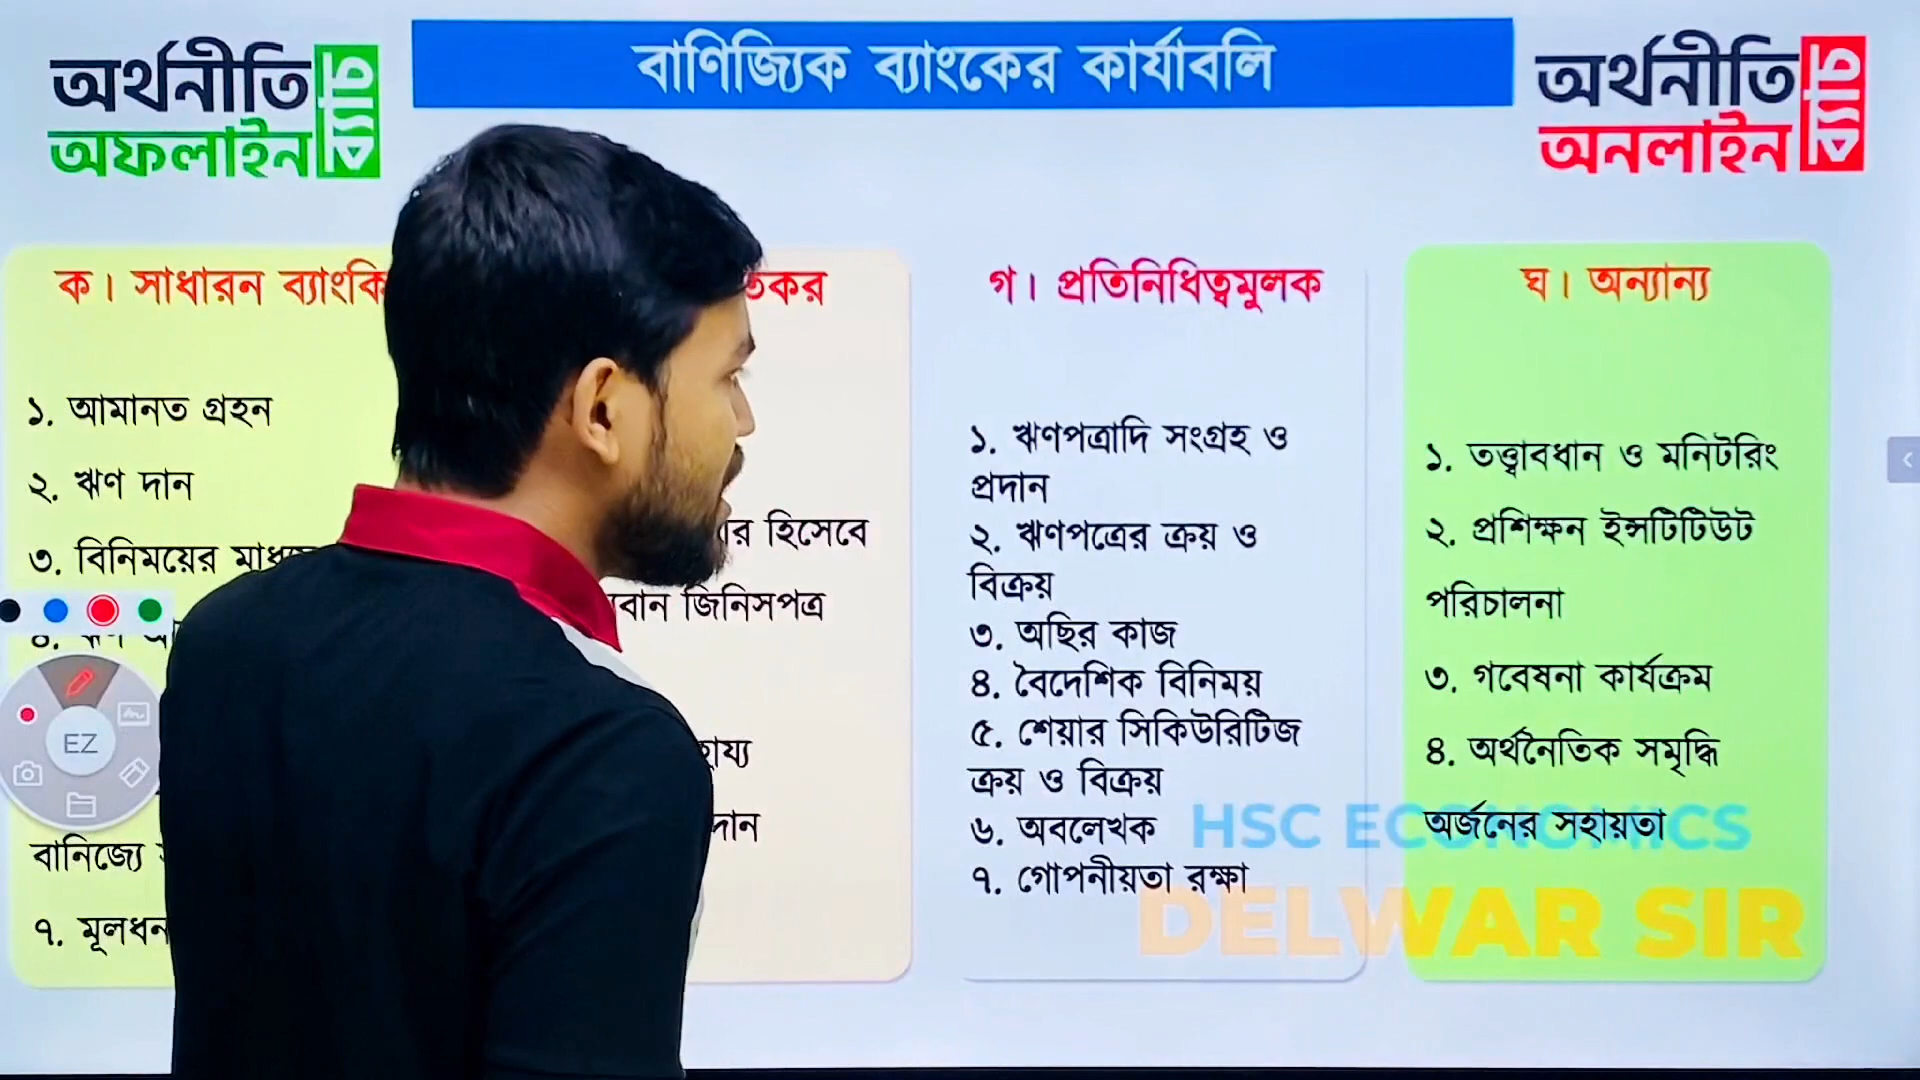 বাণিজ্যিক ব্যাংকের কার্যাবলি
অর্থনীতি
অফলাইন
ব্যাচ
অর্থনীতি
অনলাইন
ব্যাচ
ক। সাধারন
১. আমানত গ্রহন
২. ঋণ দান
৩. বিনিময়ের
বানিজ্যে
৭. মূলধন
হিসেবে
জিনিসপত্র
গ। প্রতিনিধিত্বমুলক
১. ঋণপত্রাদি সংগ্রহ ও
প্রদান
২. ঋণপত্রের ক্রয় ও
বিক্রয়
৩. অছির কাজ
৪. বৈদেশিক বিনিময়
৫. শেয়ার সিকিউরিটিজ
ক্রয় ও বিক্রয়
৬. অবলেখক
৭. গোপনীয়তা রক্ষা
ঘ। অন্যান্য
১. তত্ত্বাবধান ও মনিটরিং
২. প্রশিক্ষন ইন্সটিটিউট
পরিচালনা
৩. গবেষনা কার্যক্রম
৪. অর্থনৈতিক সমৃদ্ধি
অর্জনের সহায়তা
EZ
HSC ECONOMICS
DELWAR SIR